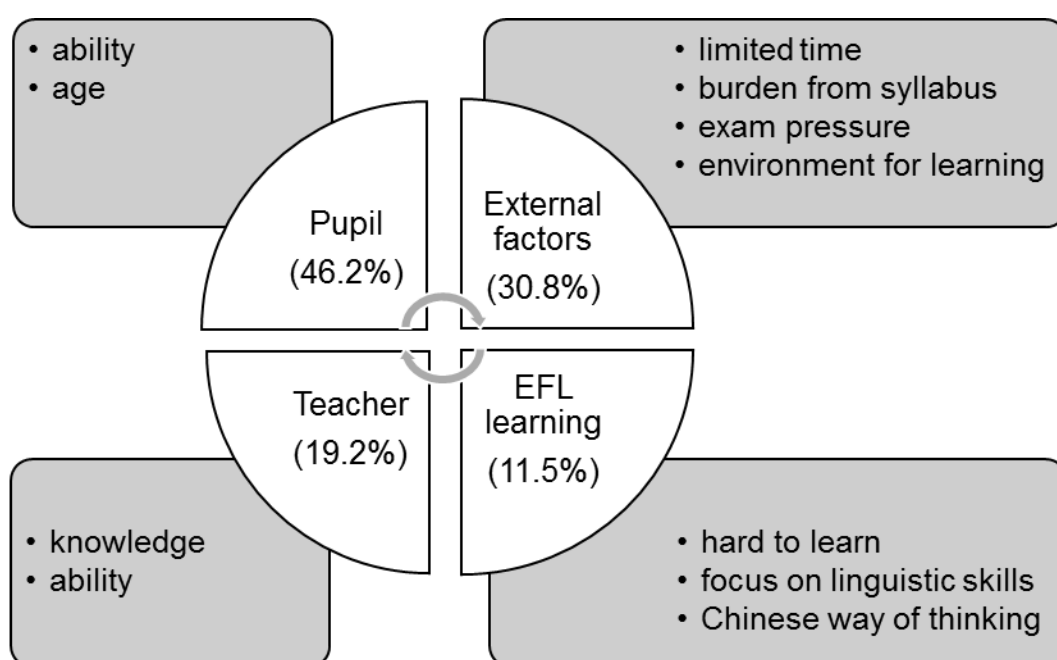 • ability
• age
• limited time
• burden from syllabus
• exam pressure
• environment for learning
Pupil
(46.2%)
External
factors
(30.8%)
Teacher
(19.2%)
EFL
learning
(11.5%)
• knowledge
• ability
• hard to learn
• focus on linguistic skills
• Chinese way of thinking